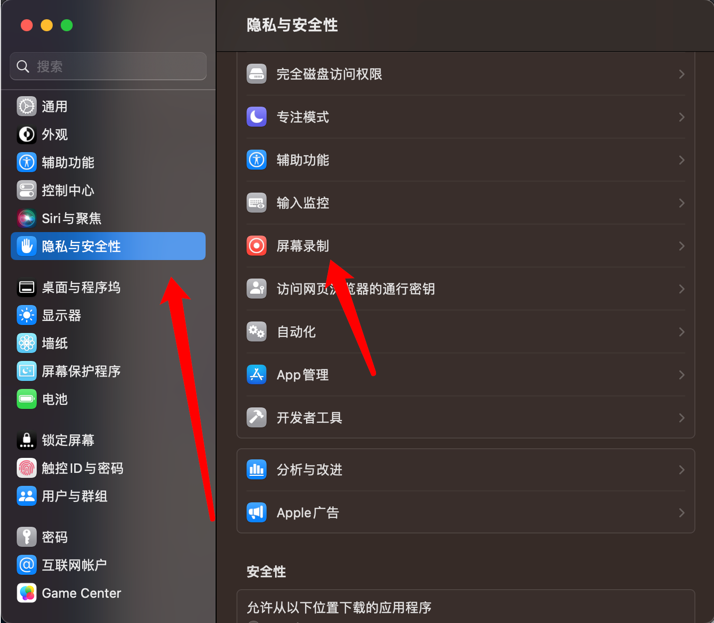 隐私与安全性
搜索
通用
外观
辅助功能
控制中心
Siri与聚焦
隐私与安全性
桌面与程序坞
显示器
墙纸
屏幕保护程序
电池
锁定屏幕
触控ID与密码
用户与群组
密码
互联网帐户
Game Center
完全磁盘访问权限
专注模式
辅助功能
输入监控
屏幕录制
访问网页浏览器的通行密钥
自动化
App管理
开发者工具
分析与改进
Apple广告
安全性
允许从以下位置下载的应用程序